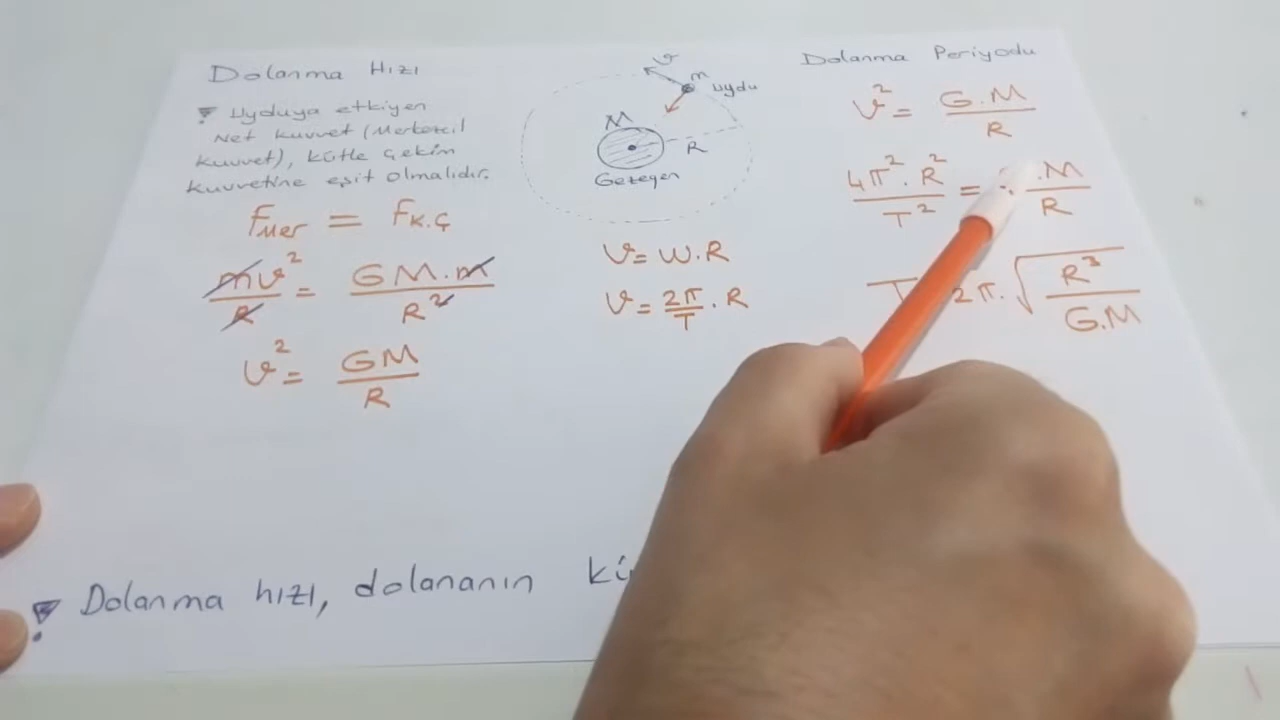 Dolanma Hızı
Uyduya etkiyen
Net kuvvet (Merkezcil
kuvvet), kütle çekim
kuvvetine eşit olmalıdır.
Fmer = FK.Ç
mv²/R = GM.m/R²
v² = GM/R
v
m
Uydu
M
R
Gezegen
v = W.R
v = 2π/T . R
Dolanma Periyodu
v² = G.M/R
4π².R²/T² = .M/R
T 2π.√(R³/G.M)
! Dolanma hızı, dolananın